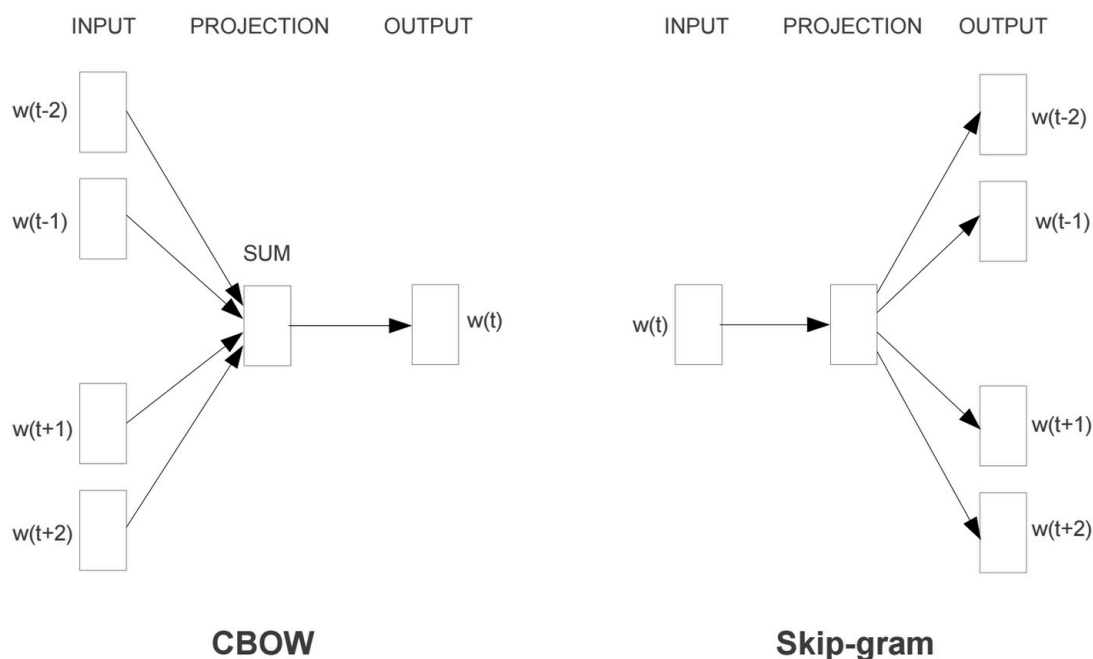 INPUT PROJECTION OUTPUT
w(t-2)
w(t-1)
SUM
w(t)
w(t+1)
w(t+2)
CBOW
INPUT PROJECTION OUTPUT
w(t-2)
w(t-1)
w(t)
w(t+1)
w(t+2)
Skip-gram